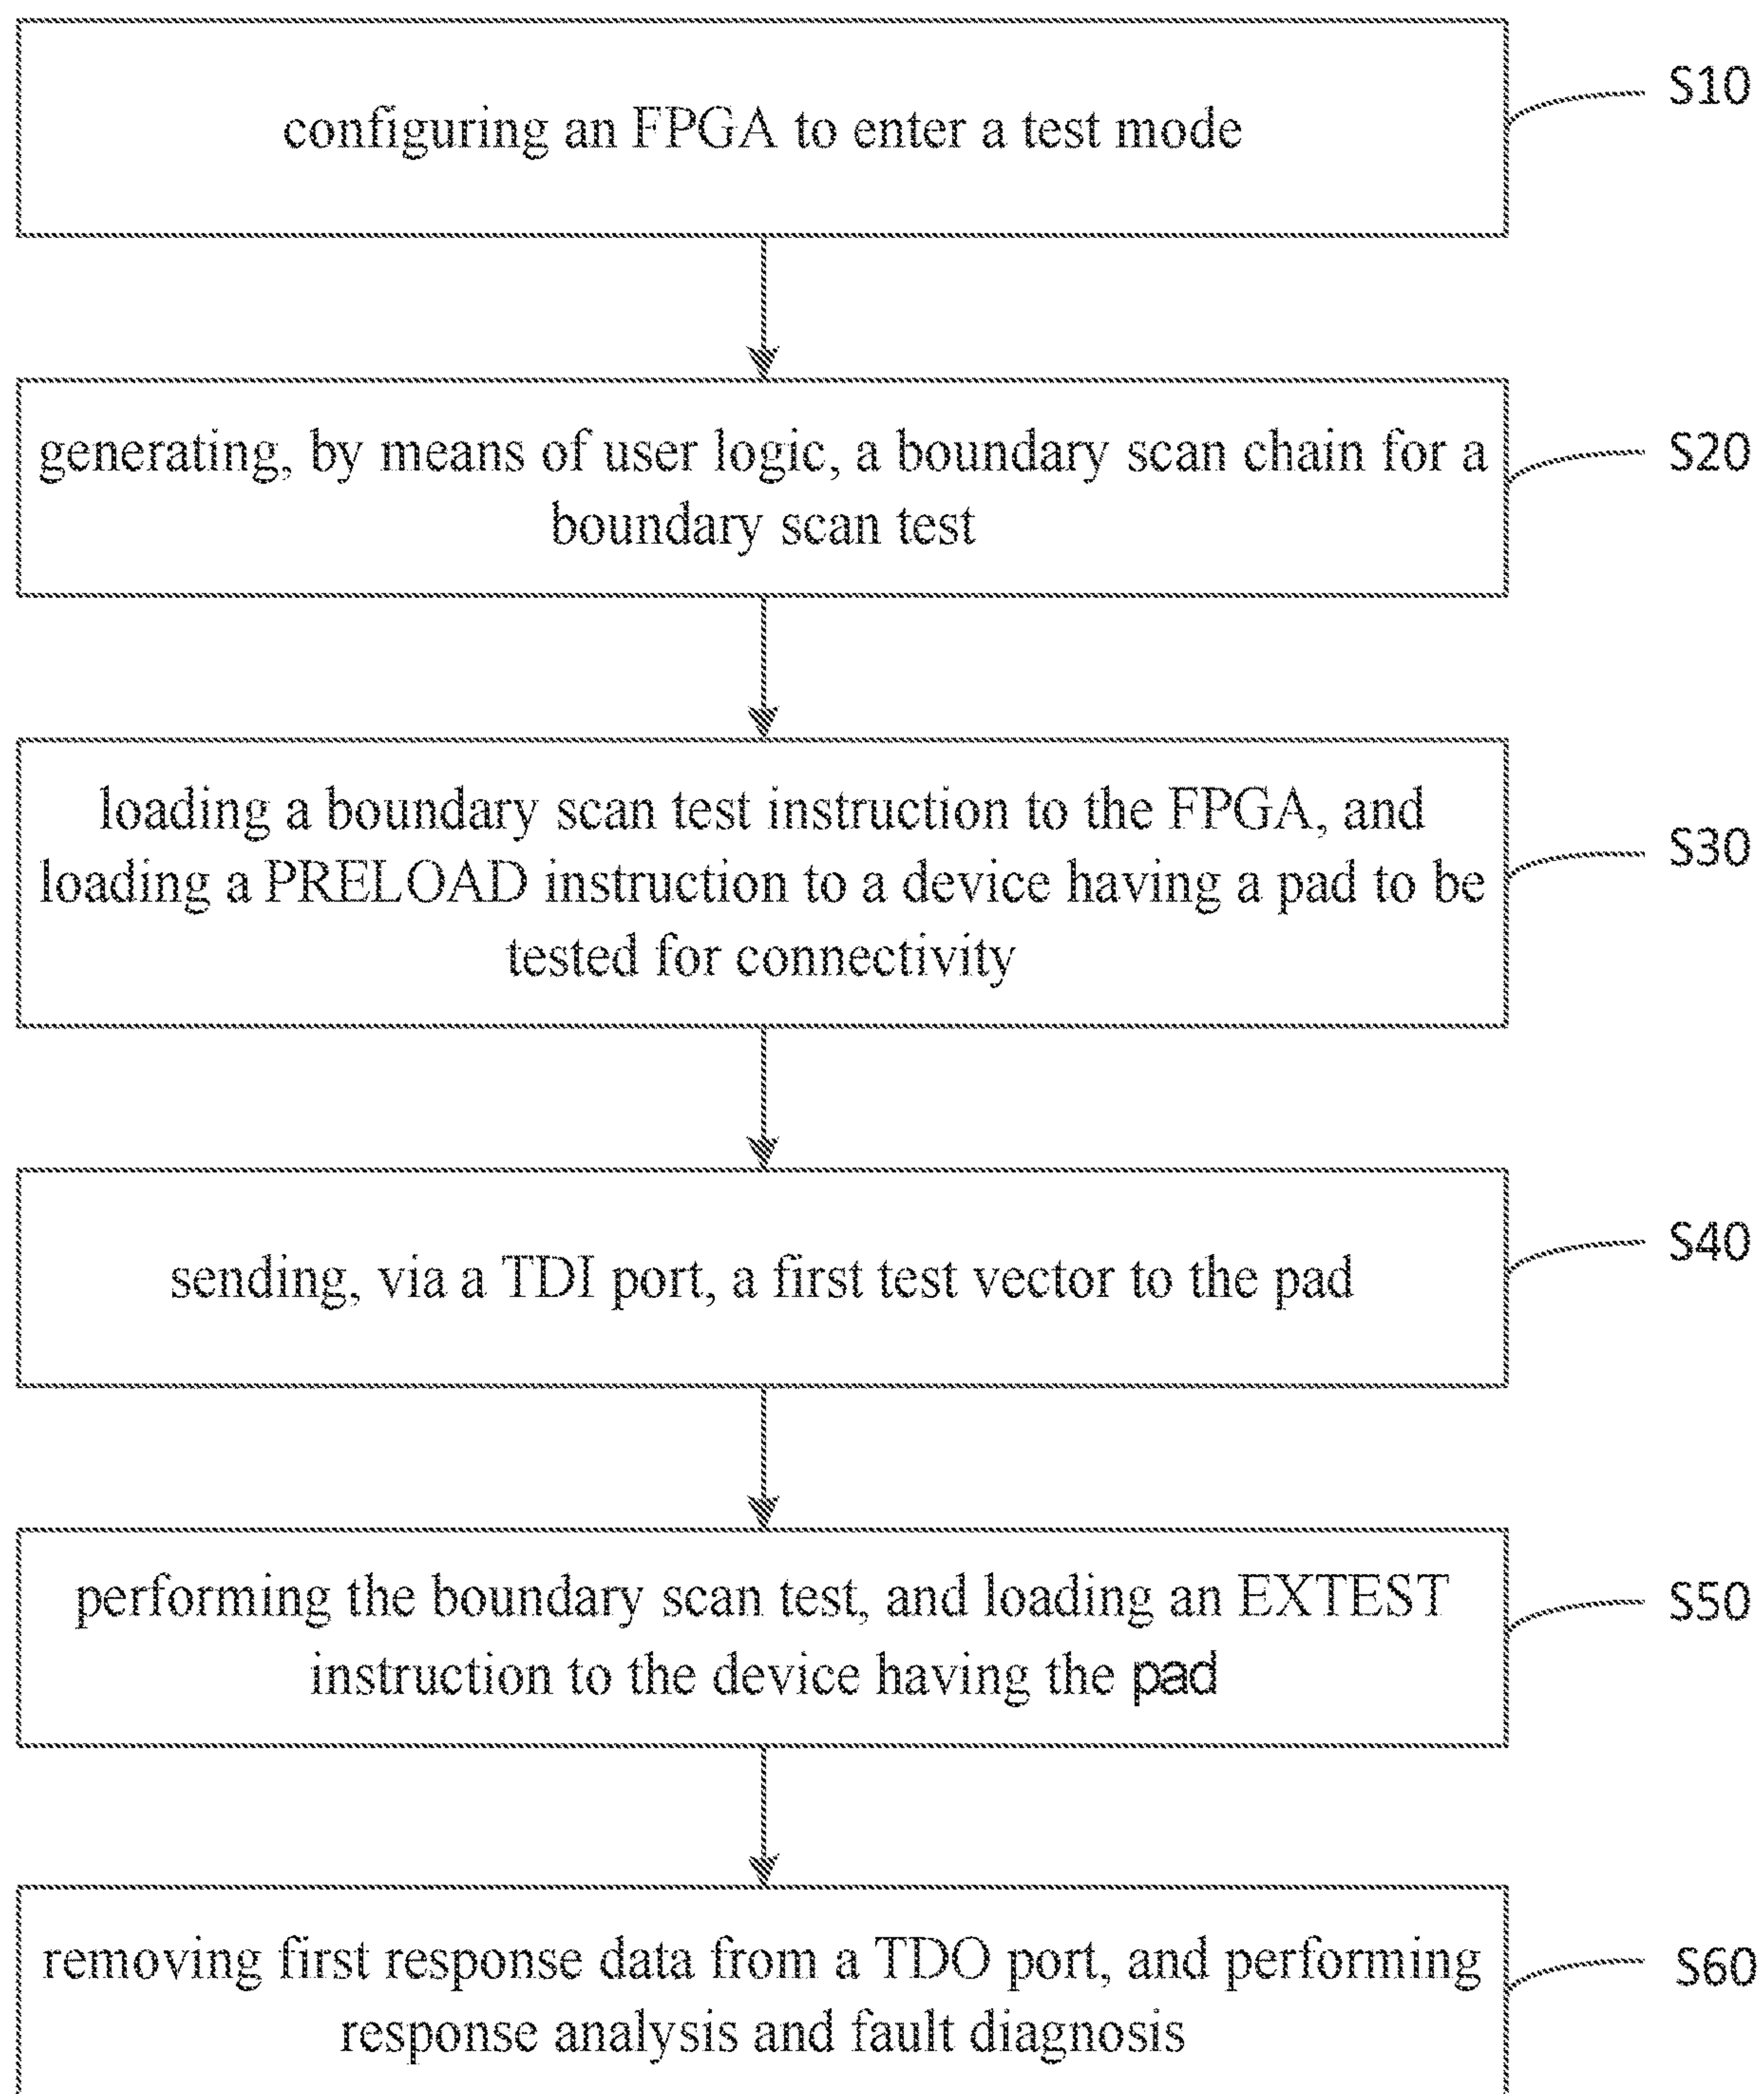 configuring an FPGA to enter a test mode
S10
generating, by means of user logic, a boundary scan chain for a
boundary scan test
S20
loading a boundary scan test instruction to the FPGA, and
loading a PRELOAD instruction to a device having a pad to be
tested for connectivity
S30
sending, via a TDI port, a first test vector to the pad
S40
performing the boundary scan test, and loading an EXTEST
instruction to the device having the pad
S50
removing first response data from a TDO port, and performing
response analysis and fault diagnosis
S60